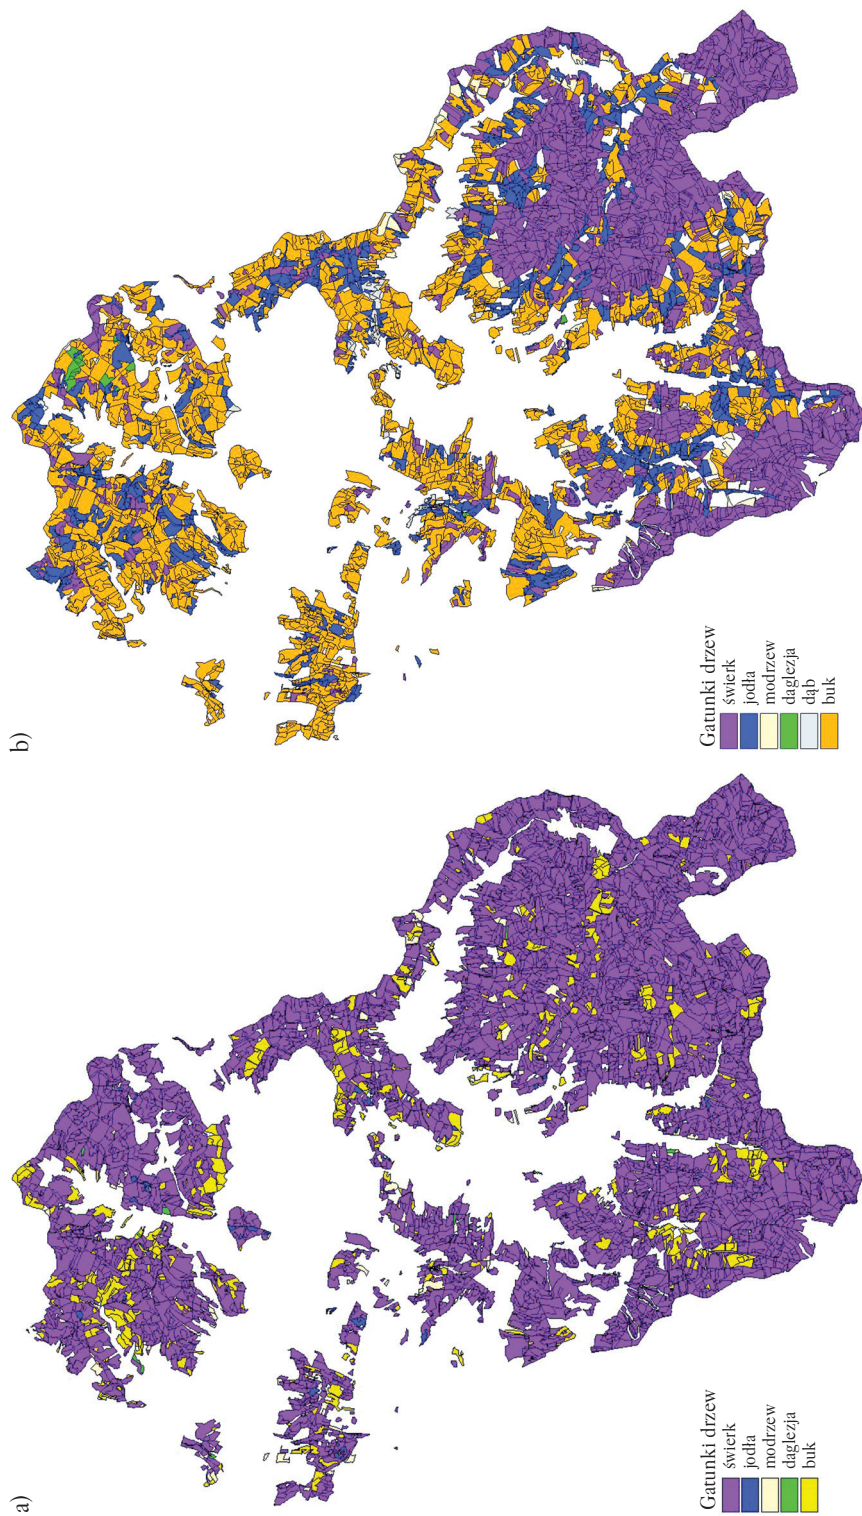 a)
Gatunki drzew
świerk
jodła
modrzew
daglezja
buk
b)
Gatunki drzew
świerk
jodła
modrzew
daglezja
dąb
buk